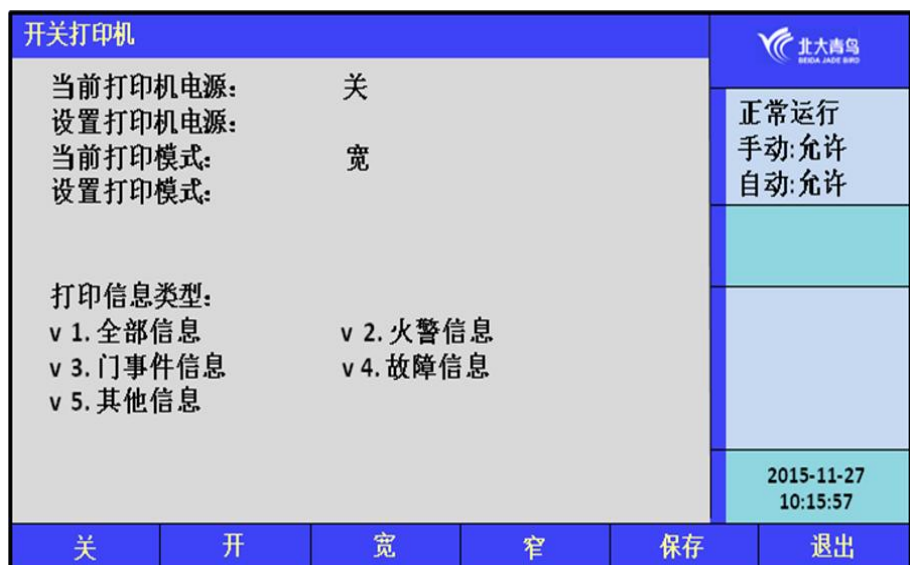 开关打印机
北大青鸟
BEIDA JADE BIRD
当前打印机电源: 关
设置打印机电源:
当前打印模式: 宽
设置打印模式:
正常运行
手动:允许
自动:允许
打印信息类型:
v 1. 全部信息 v 2. 火警信息
v 3. 门事件信息 v 4. 故障信息
v 5. 其他信息
2015-11-27
10:15:57
关 开 宽 窄 保存 退出